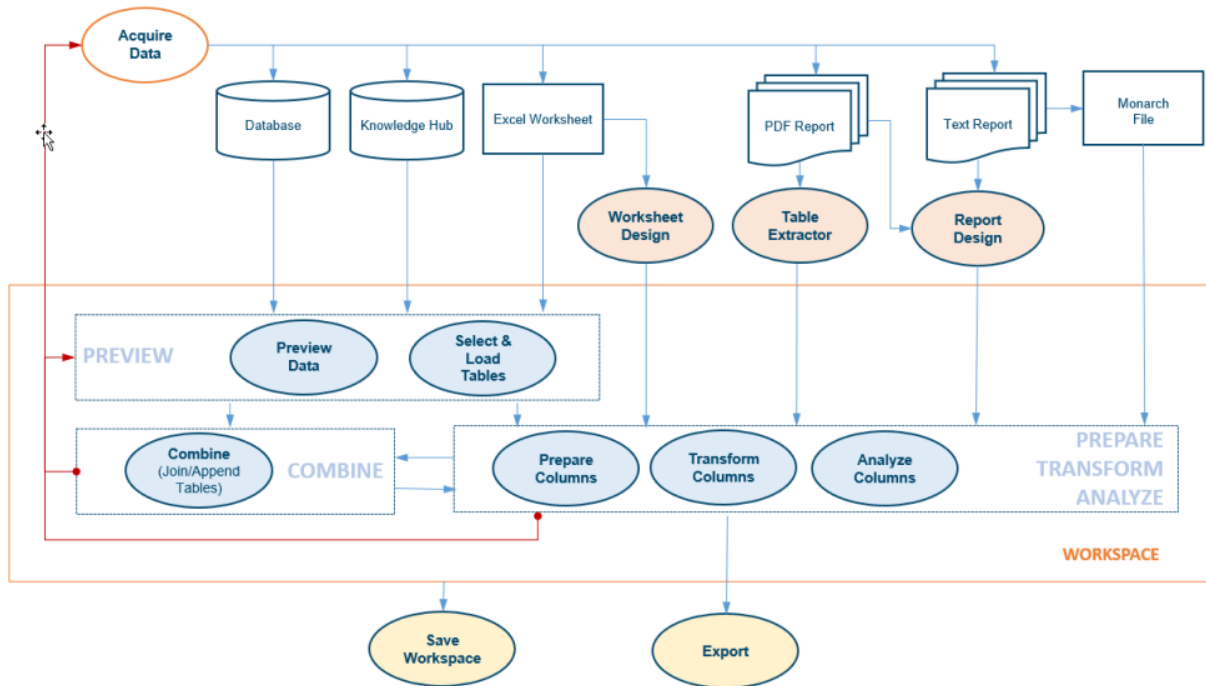 Acquire
Data
Database
Knowledge Hub
Excel Worksheet
PDF Report
Text Report
Monarch
File
Worksheet
Design
Table
Extractor
Report
Design
PREVIEW
Preview
Data
Select &
Load
Tables
Combine
(Join/Append
Tables)
COMBINE
Prepare
Columns
Transform
Columns
Analyze
Columns
PREPARE
TRANSFORM
ANALYZE
WORKSPACE
Save
Workspace
Export